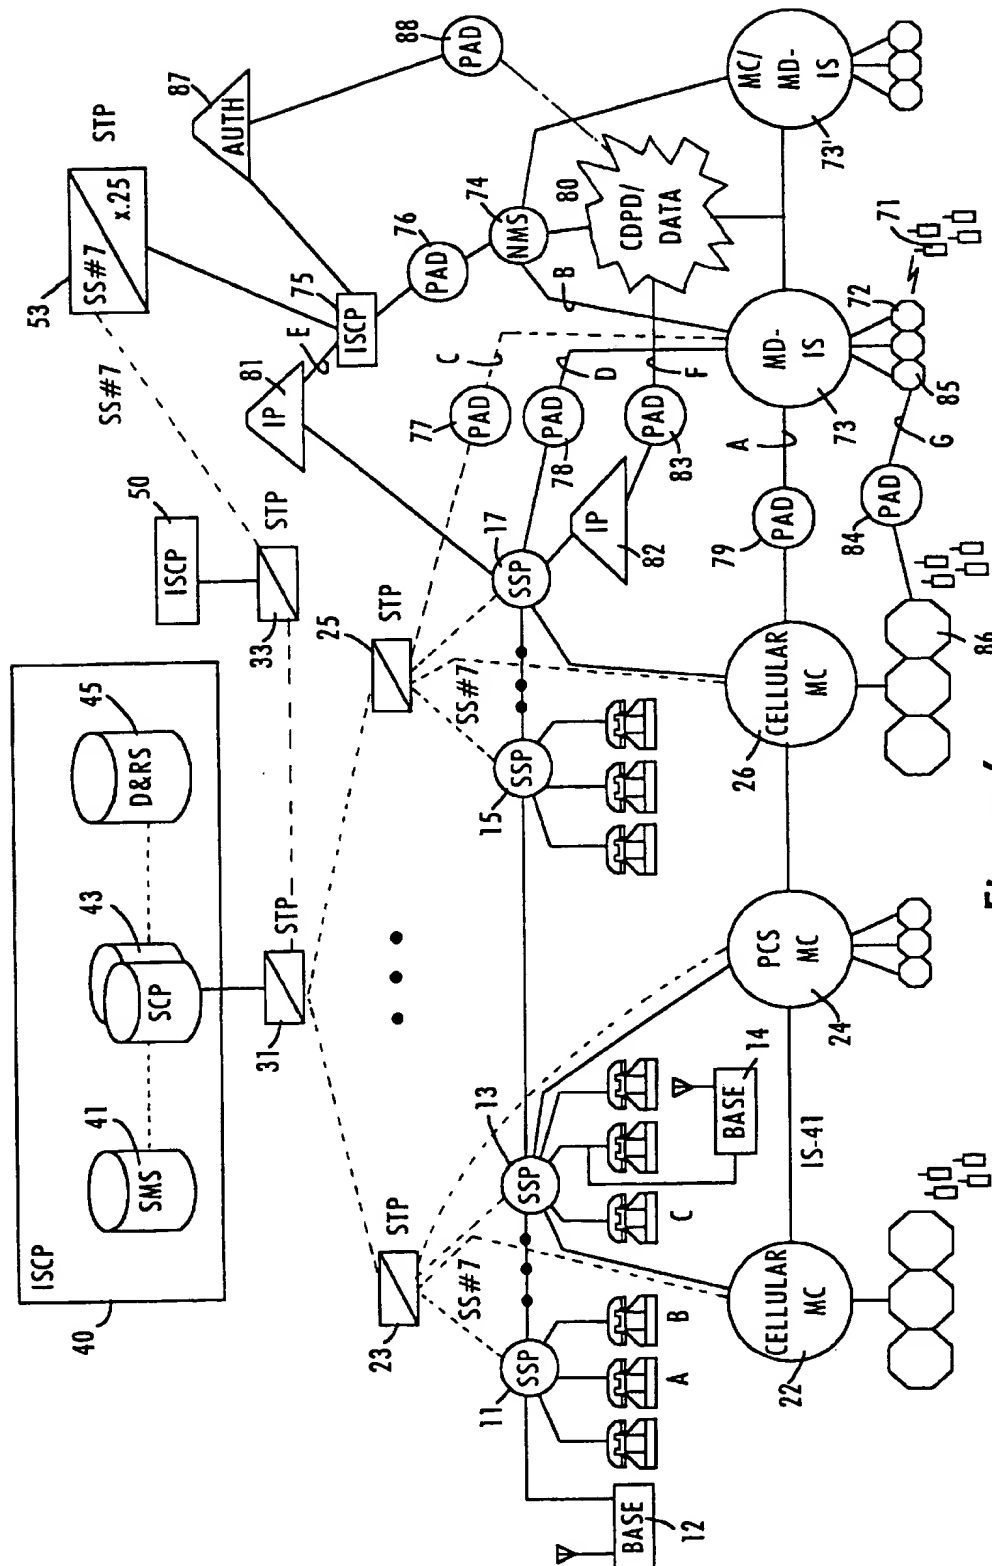 40
ISCP
41
SMS
43
SCP
45
D&RS
50
ISCP
53
SS#7
x.25
STP
87
AUTH
88
PAD
SS#7
31
STP
33
STP
81
IP
E
75
ISCP
76
PAD
74
NMS
80
CDPD/
DATA
23
STP
25
STP
77
PAD
C
SS#7
SS#7
B
11
SSP
13
SSP
15
SSP
17
SSP
78
PAD
D
IP
82
PAD
83
F
BASE
12
A
B
C
BASE
14
CELLULAR
MC
22
IS-41
PCS
MC
24
CELLULAR
MC
26
79
PAD
A
MD-
IS
73
MC/
MD-
IS
73'
72
71
85
G
84
PAD
86